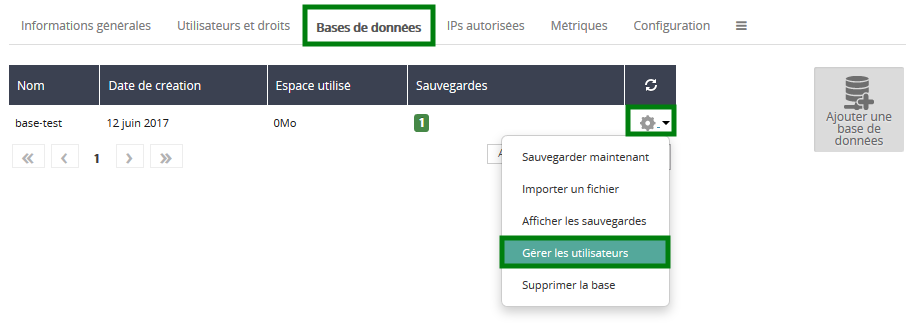 Informations générales Utilisateurs et droits Bases de données IPs autorisées Métriques Configuration
Nom Date de création Espace utilisé Sauvegardes
base-test 12 juin 2017 0Mo 1
« ‹ 1 › »
Ajouter une
base de
données
Sauvegarder maintenant
Importer un fichier
Afficher les sauvegardes
Gérer les utilisateurs
Supprimer la base